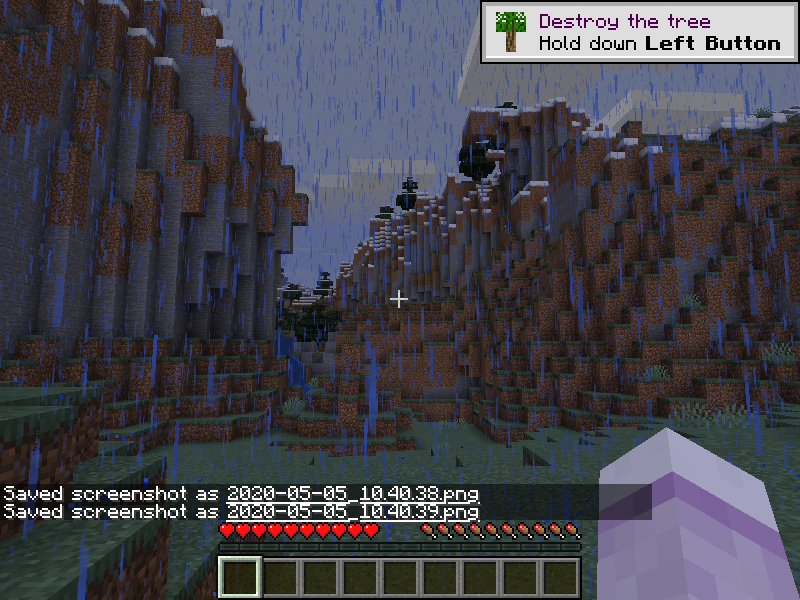 Destroy the tree
Hold down Left Button
Saved screenshot as 2020-05-05_10.40.38.png
Saved screenshot as 2020-05-05_10.40.39.png